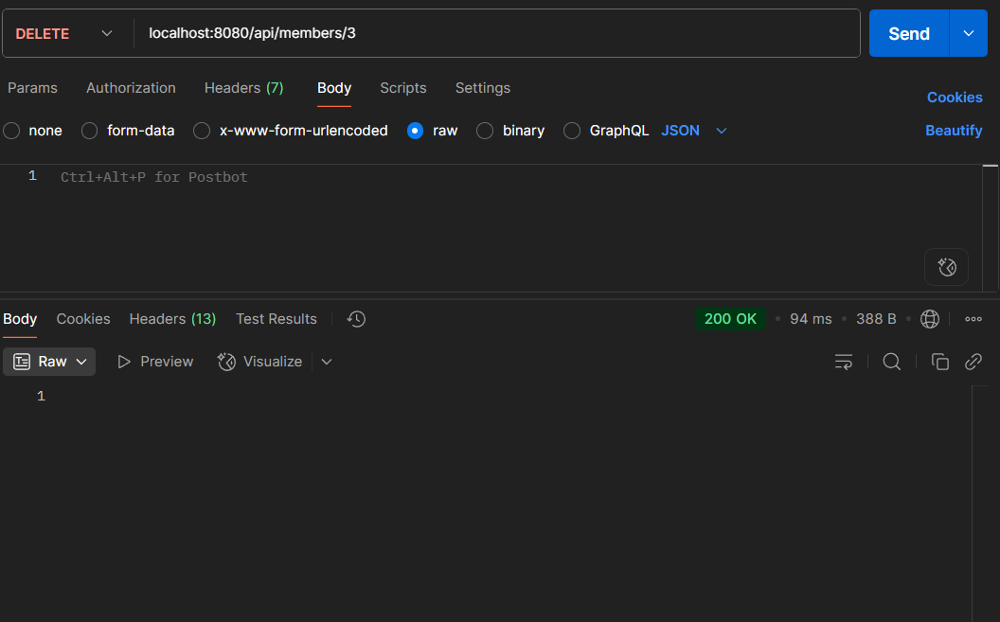 DELETE localhost:8080/api/members/3 Send
Params Authorization Headers (7) Body Scripts Settings Cookies
none form-data x-www-form-urlencoded raw binary GraphQL JSON Beautify
1 Ctrl+Alt+P for Postbot
Body Cookies Headers (13) Test Results 200 OK • 94 ms • 388 B
Raw Preview Visualize
1